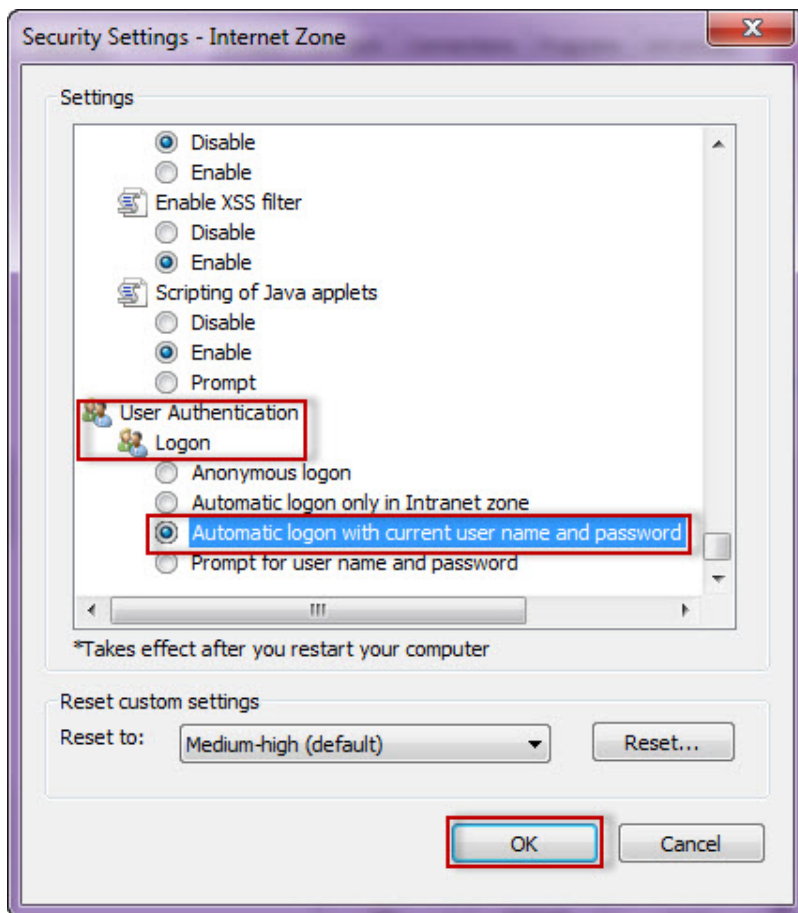 Security Settings - Internet Zone
Settings
Disable
Enable
Enable XSS filter
Disable
Enable
Scripting of Java applets
Disable
Enable
Prompt
User Authentication
Logon
Anonymous logon
Automatic logon only in Intranet zone
Automatic logon with current user name and password
Prompt for user name and password
*Takes effect after you restart your computer
Reset custom settings
Reset to:
Medium-high (default)
Reset...
OK
Cancel